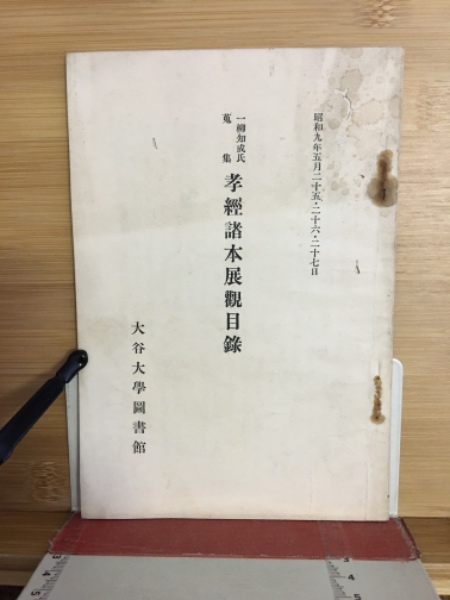 昭和九年五月二十五・二十六・二十七日
一柳知成氏
蒐集
孝經諸本展觀目錄
大谷大學圖書館